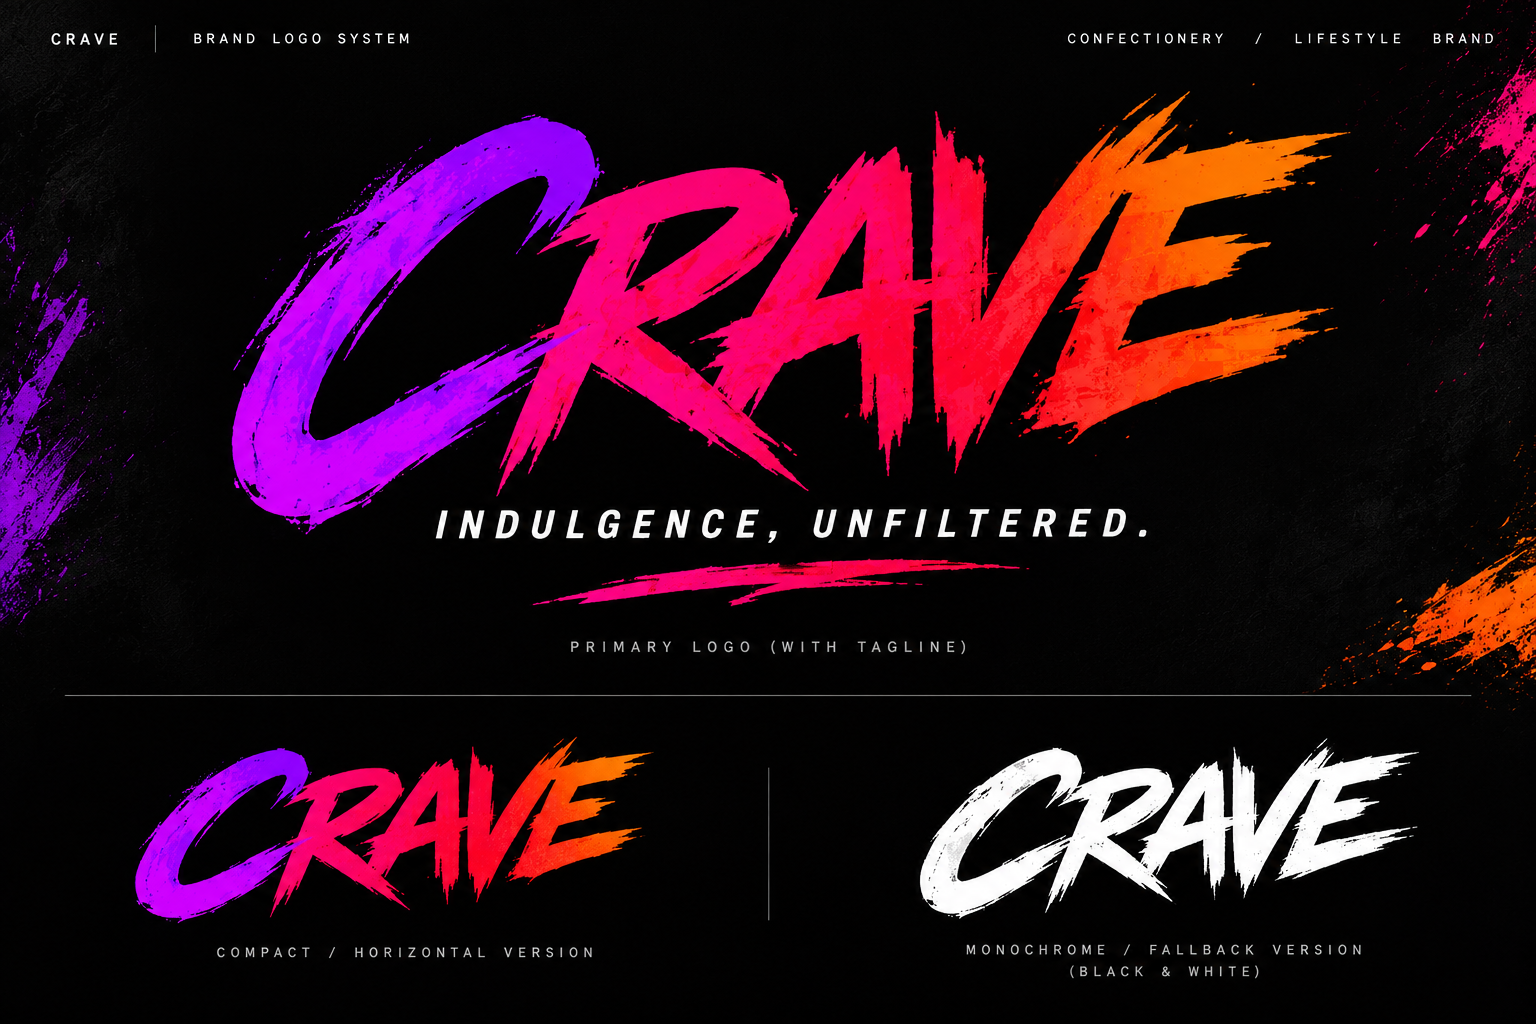 CRAVE
BRAND LOGO SYSTEM
CONFECTIONERY / LIFESTYLE BRAND
CRAVE
INDULGENCE, UNFILTERED.
PRIMARY LOGO (WITH TAGLINE)
CRAVE
COMPACT / HORIZONTAL VERSION
CRAVE
MONOCHROME / FALLBACK VERSION
(BLACK & WHITE)